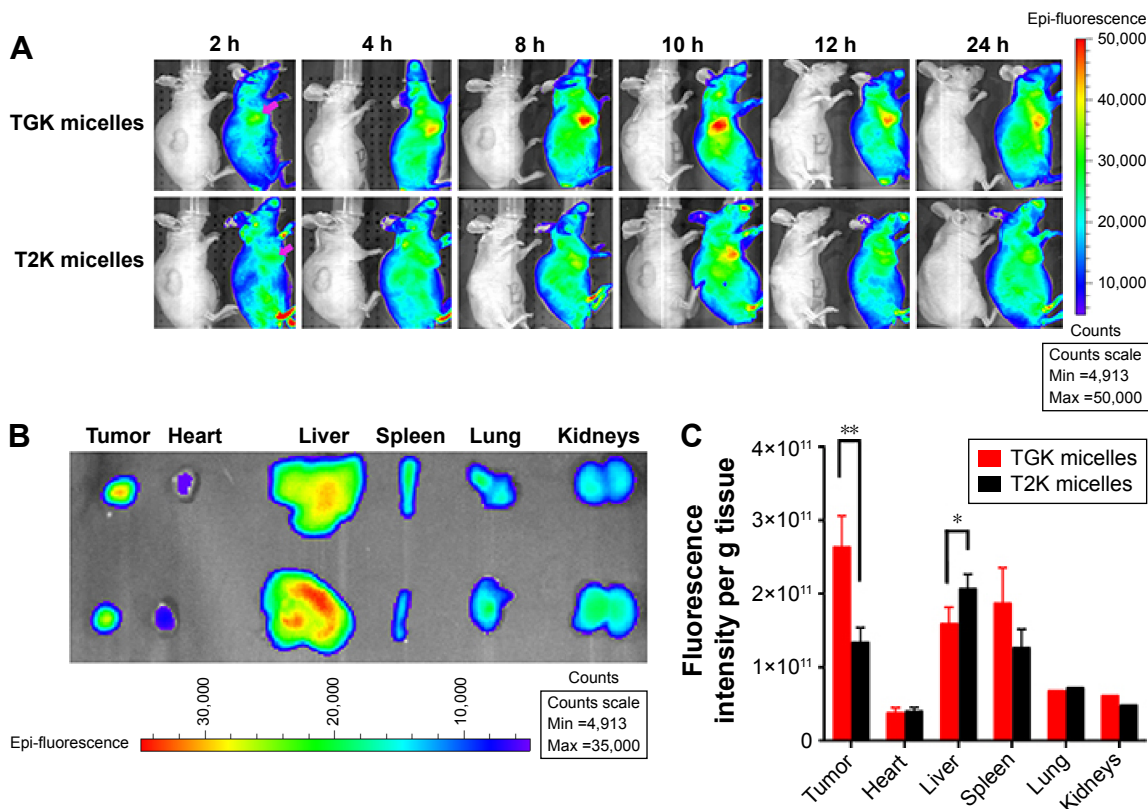 A
2 h 4 h 8 h 10 h 12 h 24 h
Epi-fluorescence
50,000
40,000
30,000
20,000
10,000
TGK micelles
T2K micelles
Counts
Counts scale
Min =4,913
Max =50,000
B
Tumor Heart Liver Spleen Lung Kidneys
30,000 20,000 10,000
Epi-fluorescence
Counts
Counts scale
Min =4,913
Max =35,000
C
Fluorescence
intensity per g tissue
4×10¹¹
3×10¹¹
2×10¹¹
1×10¹¹
0
**
*
TGK micelles
T2K micelles
Tumor Heart Liver Spleen Lung Kidneys